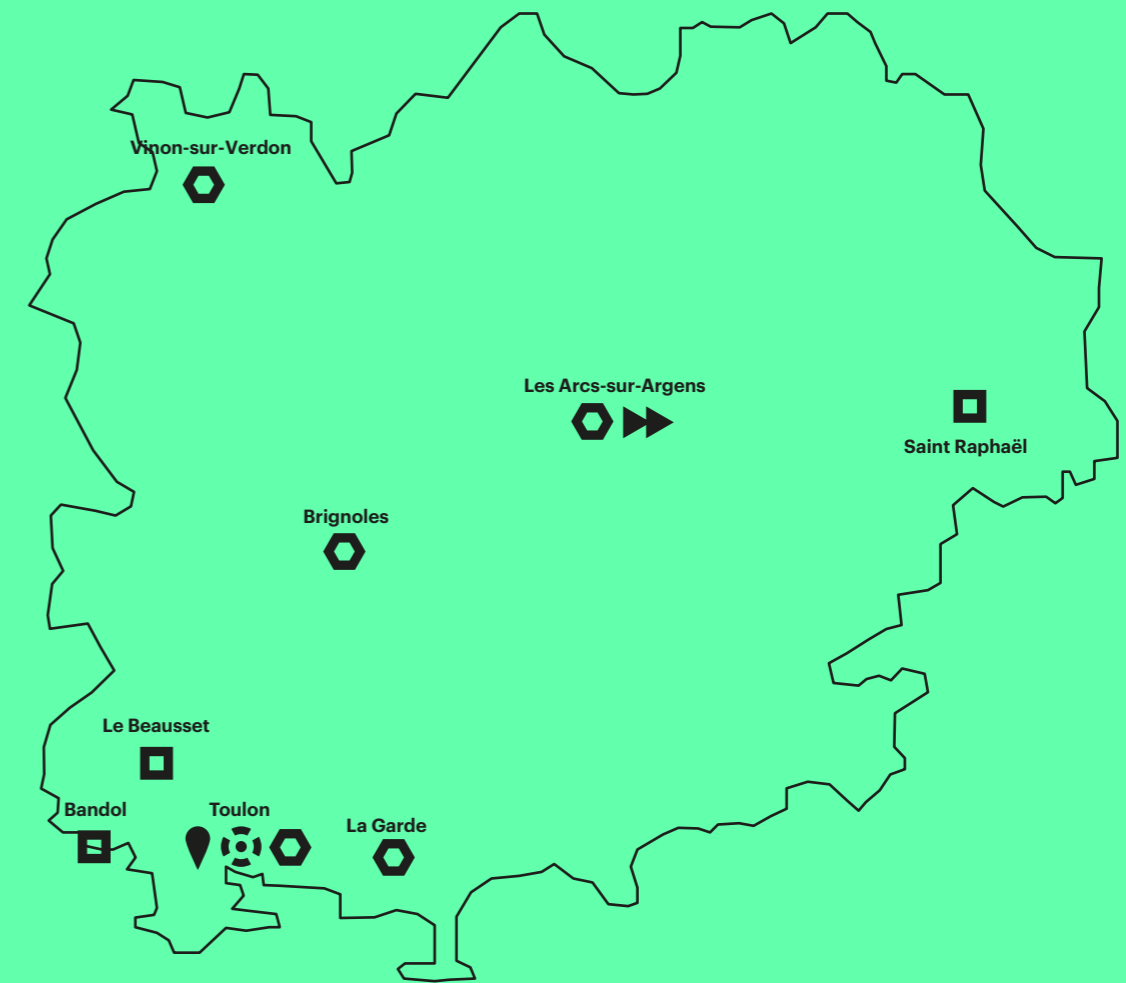 Vinon-sur-Verdon
Les Arcs-sur-Argens
Saint Raphaël
Brignoles
Le Beausset
Bandol
Toulon
La Garde